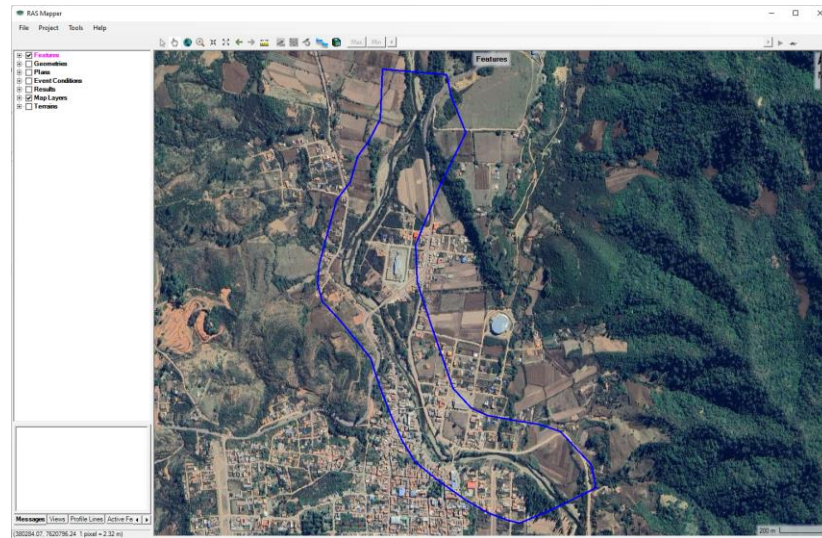 RAS Mapper
File Project Tools Help
Max Min
Features
Features
Geometries
Plans
Event Conditions
Results
Map Layers
Terrains
200 m
Messages Views Profile Lines Active Fe
(380284.07, 7620796.24 1 pixel = 2.32 m)